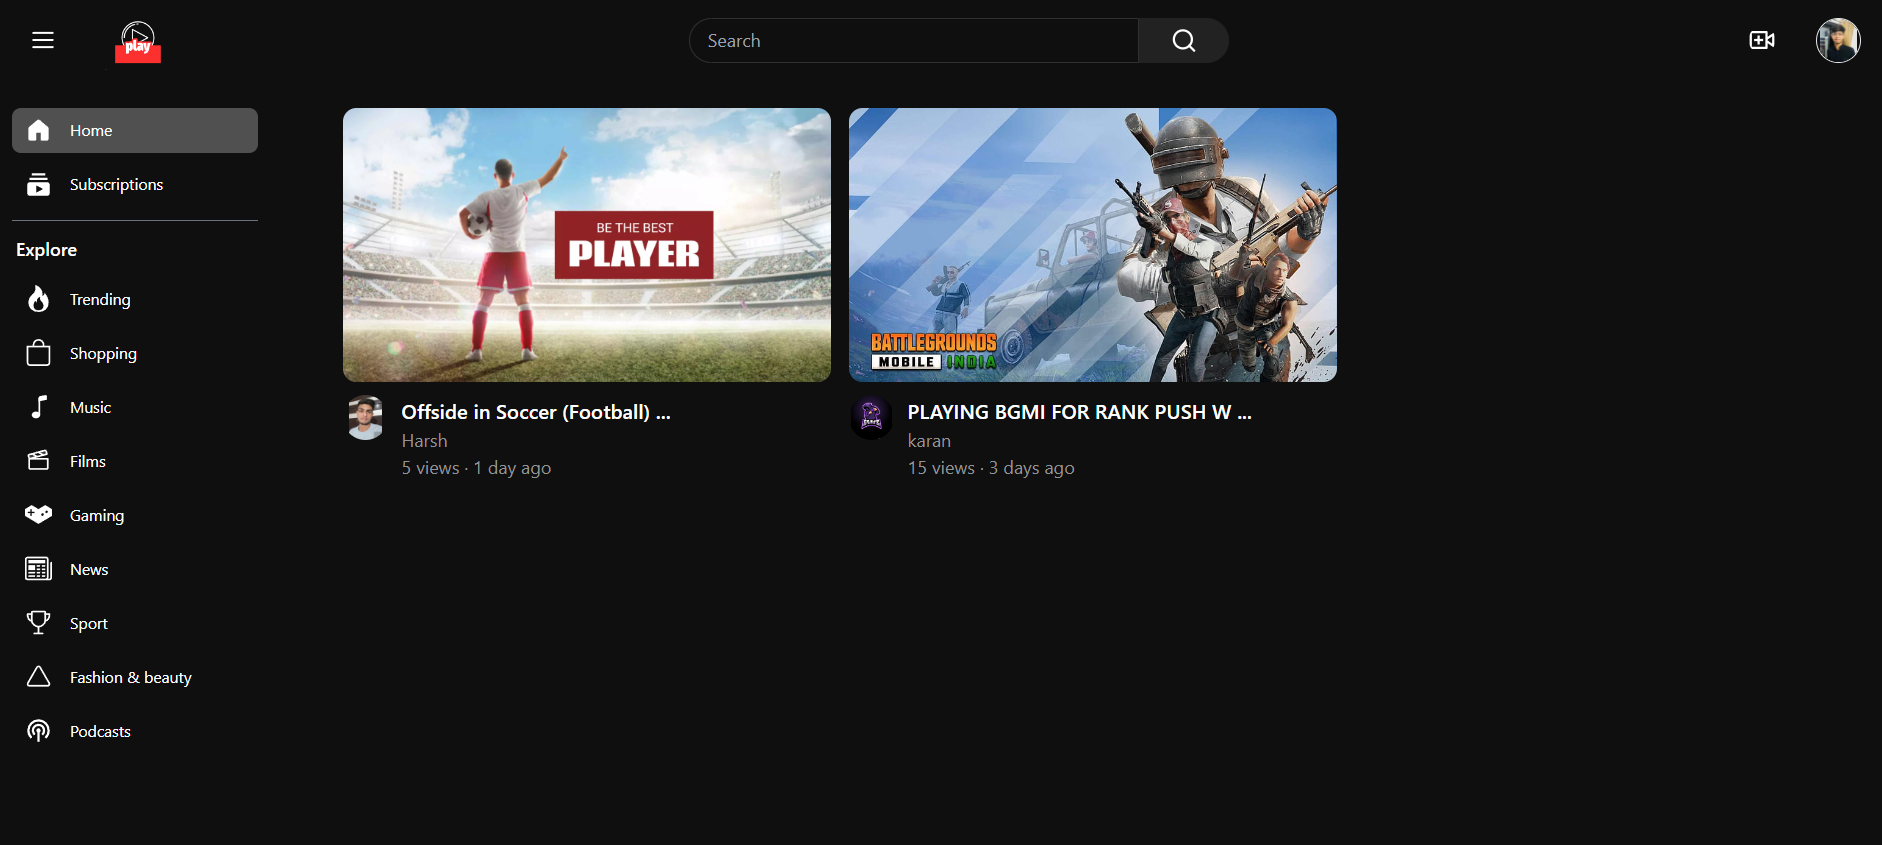 play
Search
Home
Subscriptions
Explore
Trending
Shopping
Music
Films
Gaming
News
Sport
Fashion & beauty
Podcasts
BE THE BEST
PLAYER
Offside in Soccer (Football) ...
Harsh
5 views · 1 day ago
BATTLEGROUNDS
MOBILE INDIA
PLAYING BGMI FOR RANK PUSH W ...
karan
15 views · 3 days ago